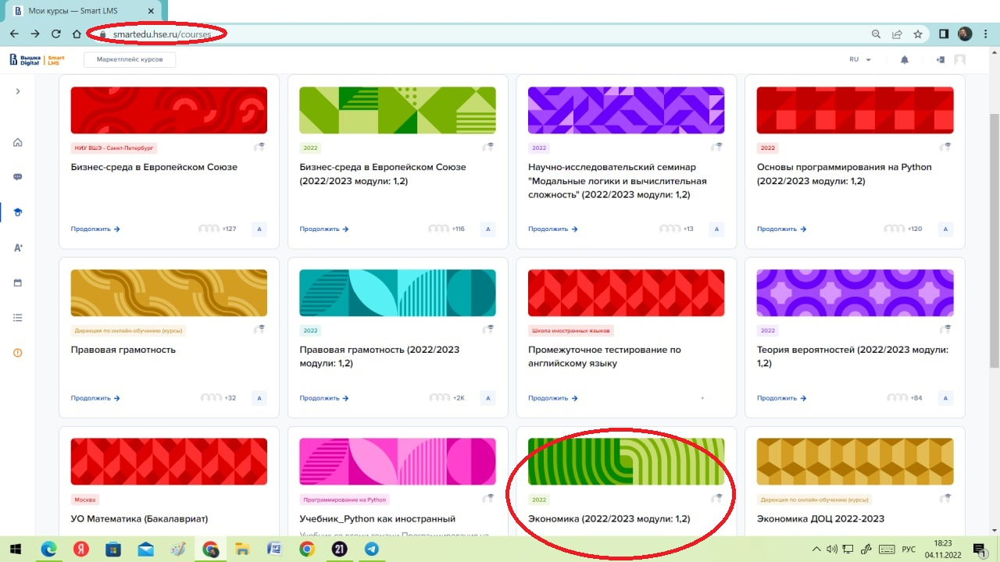 Мои курсы — Smart LMS
smartedu.hse.ru/courses
Вышка Digital Smart LMS
Маркетплейс курсов
RU
НИУ ВШЭ - Санкт-Петербург
Бизнес-среда в Европейском Союзе
Продолжить
+127
A
2022
Бизнес-среда в Европейском Союзе
(2022/2023 модули: 1,2)
Продолжить
+116
A
2022
Научно-исследовательский семинар
"Модальные логики и вычислительная
сложность" (2022/2023 модули: 1,2)
Продолжить
+13
A
2022
Основы программирования на Python
(2022/2023 модули: 1,2)
Продолжить
+120
A
Дирекция по онлайн-обучению (курсы)
Правовая грамотность
Продолжить
+32
A
2022
Правовая грамотность (2022/2023
модули: 1,2)
Продолжить
+2K
A
Школа иностранных языков
Промежуточное тестирование по
английскому языку
Продолжить
2022
Теория вероятностей (2022/2023 модули:
1,2)
Продолжить
+84
A
Москва
УО Математика (Бакалавриат)
Программирование на Python
Учебник_Python как иностранный
Учебник со всеми темами Программирования на
2022
Экономика (2022/2023 модули: 1,2)
Дирекция по онлайн-обучению (курсы)
Экономика ДОЦ 2022-2023
A+
Я
21
РУС
18:23
04.11.2022
1